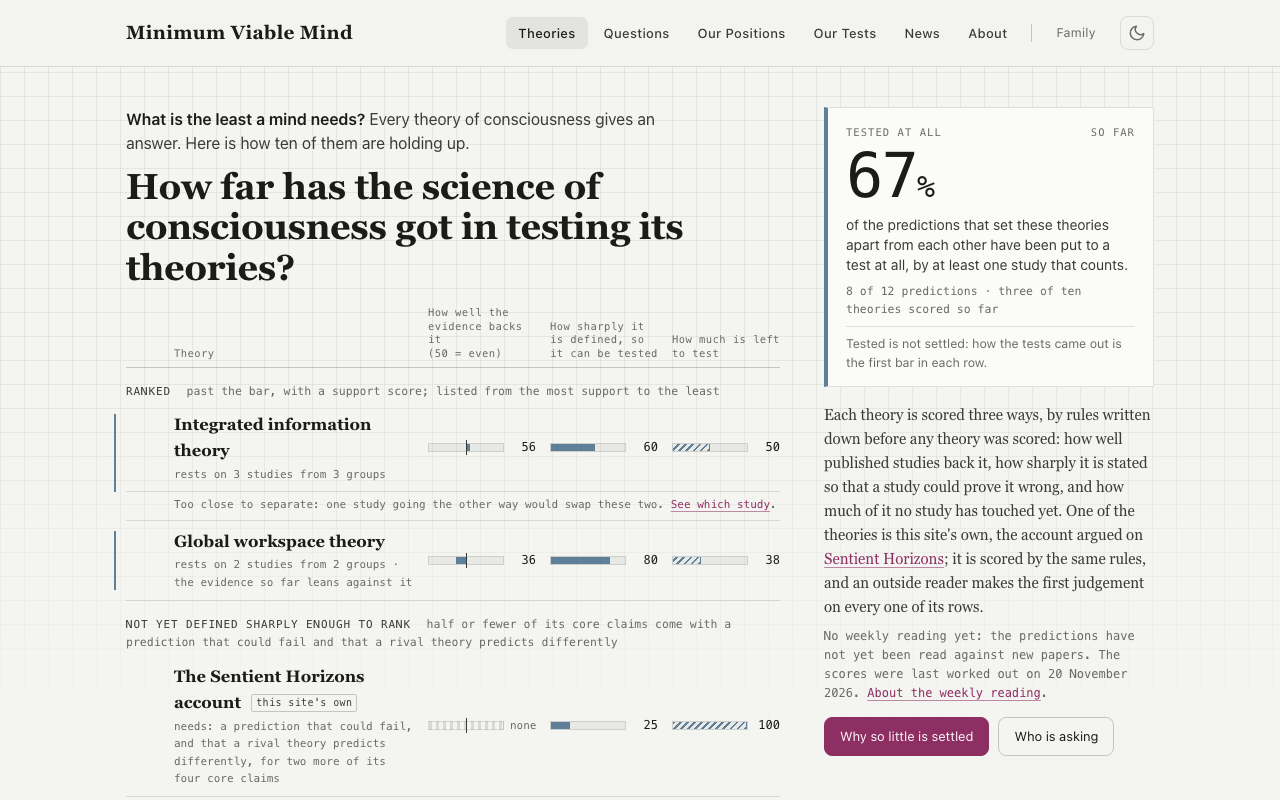 Minimum Viable Mind
Theories
Questions
Our Positions
Our Tests
News
About
Family
What is the least a mind needs? Every theory of consciousness gives an
answer. Here is how ten of them are holding up.
How far has the science of
consciousness got in testing its
theories?
Theory
How well the
evidence backs
it
(50 = even)
How sharply it
is defined, so
it can be tested
How much is left
to test
RANKED past the bar, with a support score; listed from the most support to the least
Integrated information
theory
rests on 3 studies from 3 groups
56
60
50
Too close to separate: one study going the other way would swap these two. See which study.
Global workspace theory
rests on 2 studies from 2 groups ·
the evidence so far leans against it
36
80
38
NOT YET DEFINED SHARPLY ENOUGH TO RANK half or fewer of its core claims come with a
prediction that could fail and that a rival theory predicts differently
The Sentient Horizons
account this site's own
needs: a prediction that could fail,
and that a rival theory predicts
differently, for two more of its
four core claims
none
25
100
TESTED AT ALL
SO FAR
67%
of the predictions that set these theories
apart from each other have been put to a
test at all, by at least one study that counts.
8 of 12 predictions · three of ten
theories scored so far
Tested is not settled: how the tests came out is
the first bar in each row.
Each theory is scored three ways, by rules written
down before any theory was scored: how well
published studies back it, how sharply it is stated
so that a study could prove it wrong, and how
much of it no study has touched yet. One of the
theories is this site's own, the account argued on
Sentient Horizons; it is scored by the same rules,
and an outside reader makes the first judgement
on every one of its rows.
No weekly reading yet: the predictions have
not yet been read against new papers. The
scores were last worked out on 20 November
2026. About the weekly reading.
Why so little is settled
Who is asking